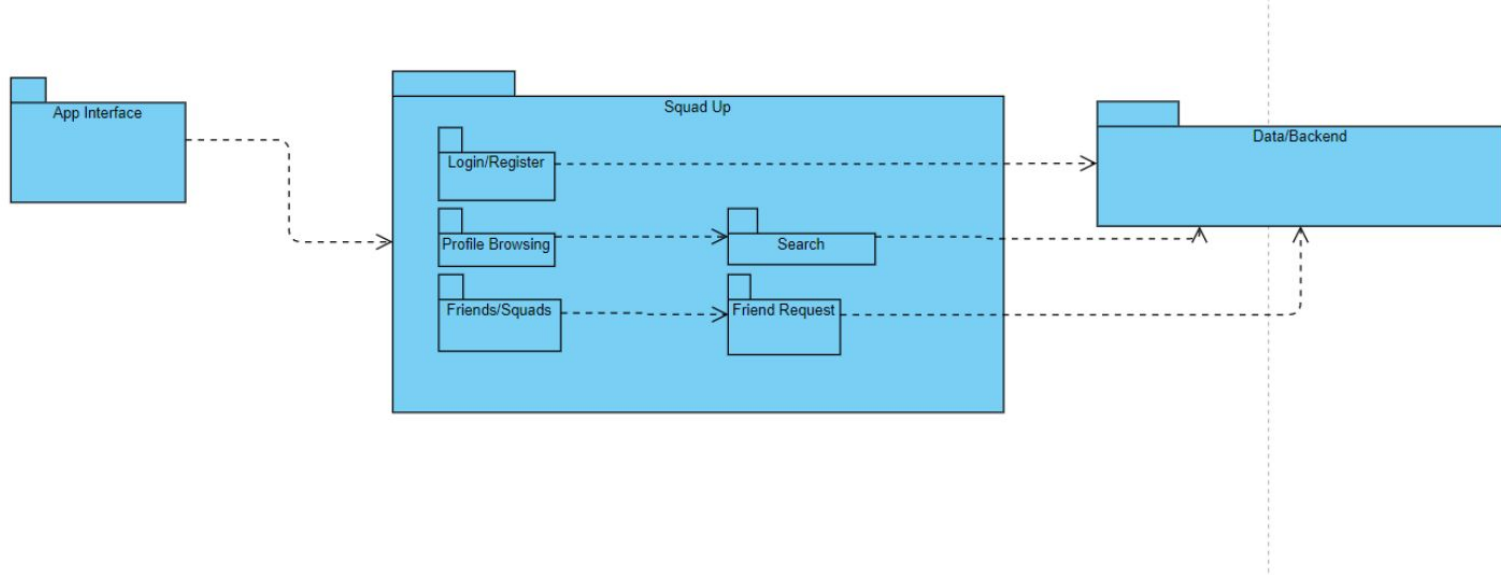 App Interface
Squad Up
Data/Backend
Login/Register
Profile Browsing
Search
Friends/Squads
Friend Request